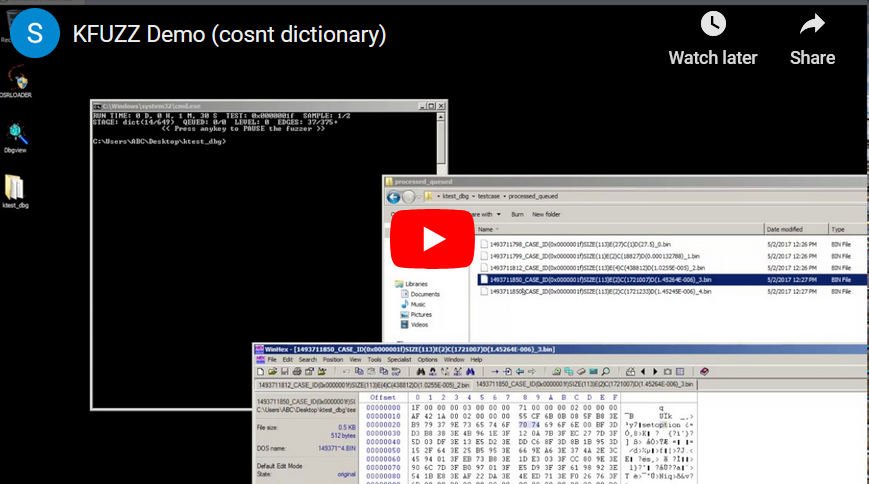 S
KFUZZ Demo (cosnt dictionary)
Watch later
Share
OSRLOADER
Dbgview
ktest_dbg
C:\Windows\system32\cmd.exe
RUN TIME: 0 D, 0 H, 1 M, 30 S TEST: 0x0000001f SAMPLE: 1/2
STAGE: dict(14/649) QEUED: 0/0 LEVEL: 0 EDGES: 37/375+
<< Press anykey to PAUSE the fuzzer >>
C:\Users\ABC\Desktop\ktest_dbg>
processed_queued
ktest_dbg
testcase
processed_queued
are with
Burn
New folder
Name
Date modified
Type
1493711798_CASE_ID(0x0000001f)SIZE(113)E(27)C(1)D(27.5)_0.bin
5/2/2017 12:26 PM
BIN File
1493711799_CASE_ID(0x0000001f)SIZE(113)E(2)C(18827)D(0.000132788)_1.bin
5/2/2017 12:26 PM
BIN File
1493711812_CASE_ID(0x0000001f)SIZE(113)E(4)C(438812)D(1.0255E-005)_2.bin
5/2/2017 12:26 PM
BIN File
1493711850_CASE_ID(0x0000001f)SIZE(113)E(2)C(1721007)D(1.45264E-006)_3.bin
5/2/2017 12:27 PM
BIN File
1493711850_CASE_ID(0x0000001f)SIZE(113)E(2)C(1721233)D(1.45245E-006)_4.bin
5/2/2017 12:27 PM
BIN File
Libraries
Documents
Music
Pictures
Videos
WinHex - [1493711850_CASE_ID(0x0000001f)SIZE(113)E(2)C(1721007)D(1.45264E-006)_3.bin]
File Edit Search Position View Tools Specialist Options Window Help
1493711812_CASE_ID(0x0000001f)SIZE(113)E(4)C(438812)D(1.0255E-005)_2.bin
1493711850_CASE_ID(0x0000001f)SIZE(113)E(2)C(1721007)D(1.45264E-006)_3.bin
1493711850_CASE_ID(0x0000001f)SIZE(113)E(2
C:\Users\ABC\Desktop\ktest_dbg\tes
File size:
0.5 KB
512 bytes
DOS name:
149371~4.BIN
Default Edit Mode
State:
original
Offset 0 1 2 3 4 5 6 7 8 9 A B C D E F
00000000 1F 00 00 00 03 00 00 00 71 00 00 00 02 00 00 00
00000010 AF 42 1A 00 02 00 00 00 55 CF 6B 0B 08 5F B8 3E
00000020 B9 79 37 9E 73 65 74 6F 70 74 69 6F 6E 00 BF 3D
00000030 D3 B8 38 3E 4B 96 1E 3F 12 0A 7B 3F EC 27 7D 3F
00000040 5D 03 DF 3E 13 E5 D2 3E DD C6 8F 3D 8B 1B 95 3D
00000050 15 2F 64 3E 25 B5 95 3E 66 9E A6 3E 37 4A 2E 3C
00000060 45 94 01 3F EB 73 B8 3E 1D E3 03 3F CC 80 9E 3E
00000070 90 6C 7D 3F B0 97 01 3F E5 D9 3F 3F 61 98 92 3E
00000080 54 1B E8 3E AF 22 DA 3E 4E ED 71 3E F0 26 76 3F